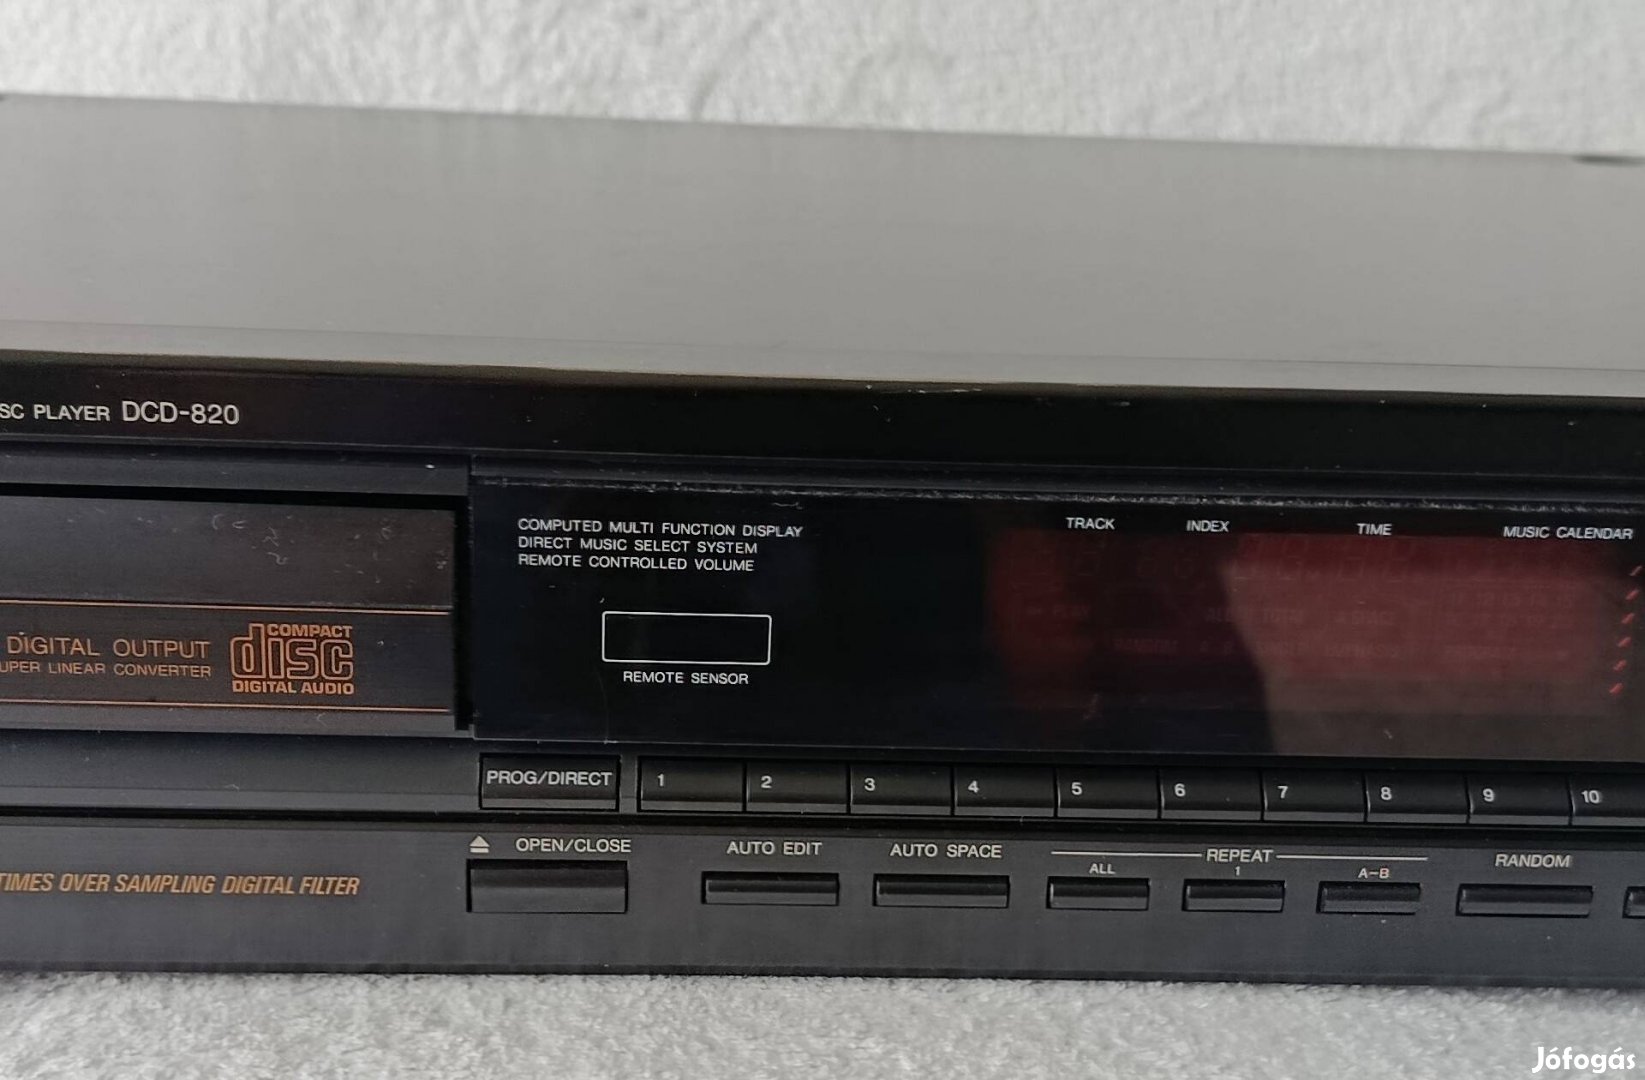 SC PLAYER DCD-820
COMPUTED MULTI FUNCTION DISPLAY
DIRECT MUSIC SELECT SYSTEM
REMOTE CONTROLLED VOLUME
TRACK INDEX TIME MUSIC CALENDAR
DIGITAL OUTPUT
UPER LINEAR CONVERTER
COMPACT
disc
DIGITAL AUDIO
REMOTE SENSOR
PROG/DIRECT 1 2 3 4 5 6 7 8 9 10
OPEN/CLOSE AUTO EDIT AUTO SPACE REPEAT RANDOM
ALL 1 A-B
TIMES OVER SAMPLING DIGITAL FILTER
Jófogás